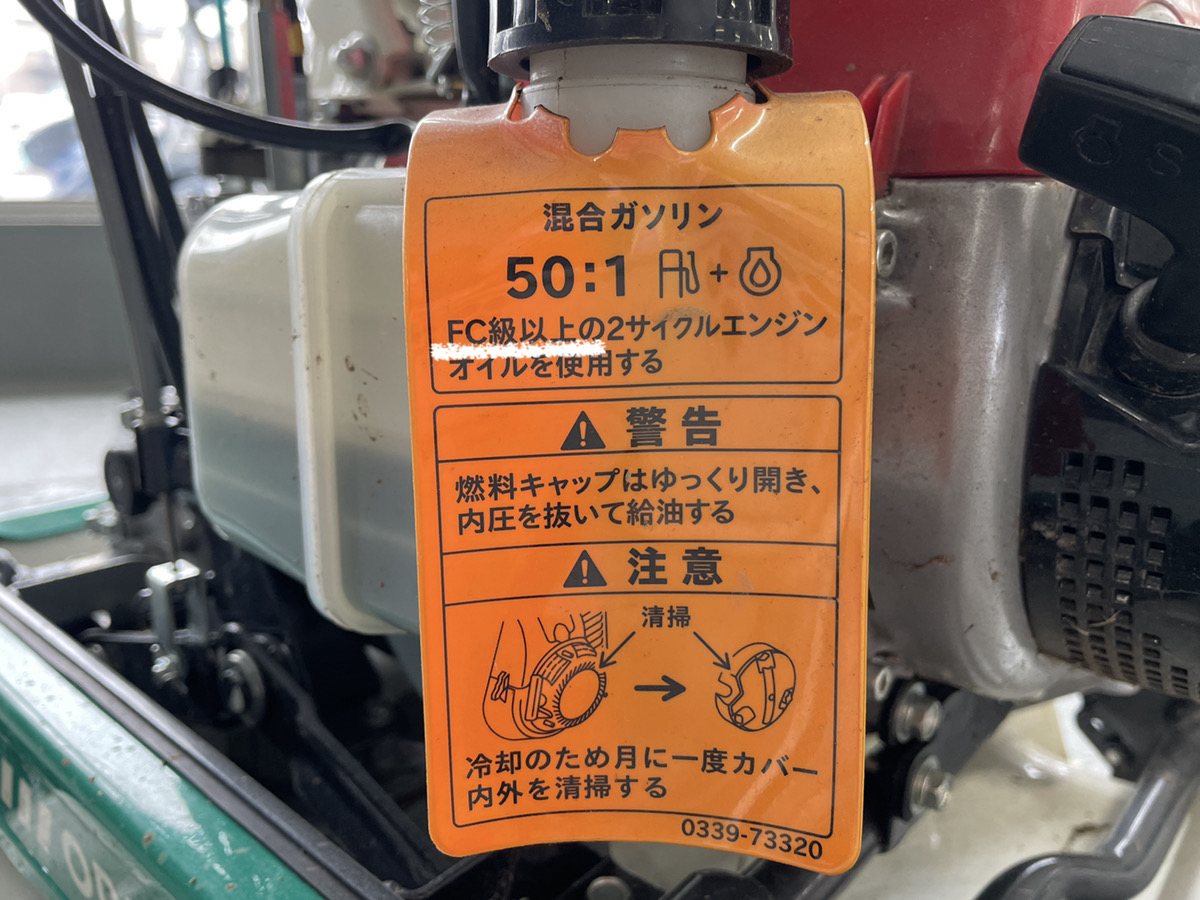 混合ガソリン
50:1
FC級以上の2サイクルエンジン
オイルを使用する
警告
燃料キャップはゆっくり開き、
内圧を抜いて給油する
注意
清掃
冷却のため月に一度カバー
内外を清掃する
0339-73320